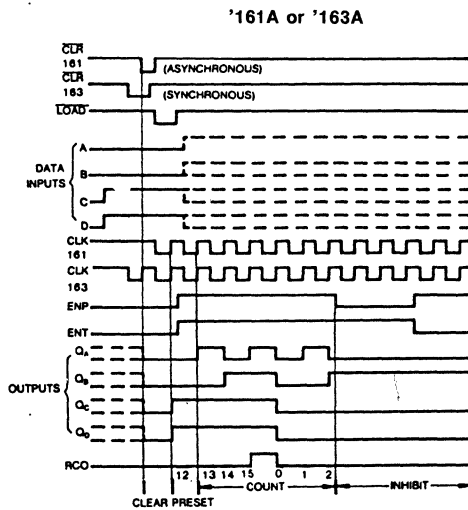 '161A or '163A
CLR
161
(ASYNCHRONOUS)
CLR
163
(SYNCHRONOUS)
LOAD
A
DATA
INPUTS
B
C
D
CLK
161
CLK
163
ENP
ENT
QA
OUTPUTS
QB
QC
QD
RCO
12 13 14 15 0 1 2
COUNT
INHIBIT
CLEAR PRESET